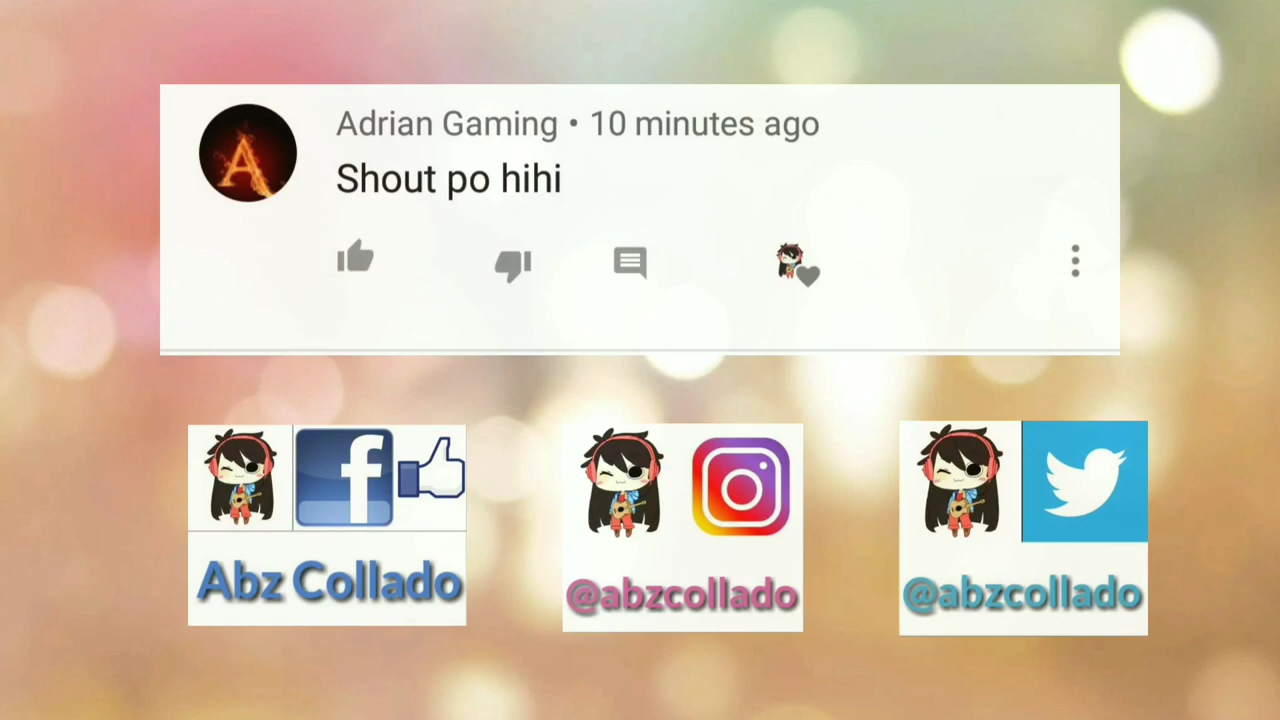 Adrian Gaming • 10 minutes ago
Shout po hihi
Abz Collado
@abzcollado
@abzcollado